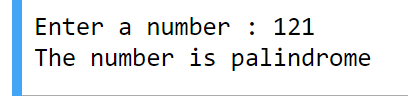 Enter a number : 121
The number is palindrome